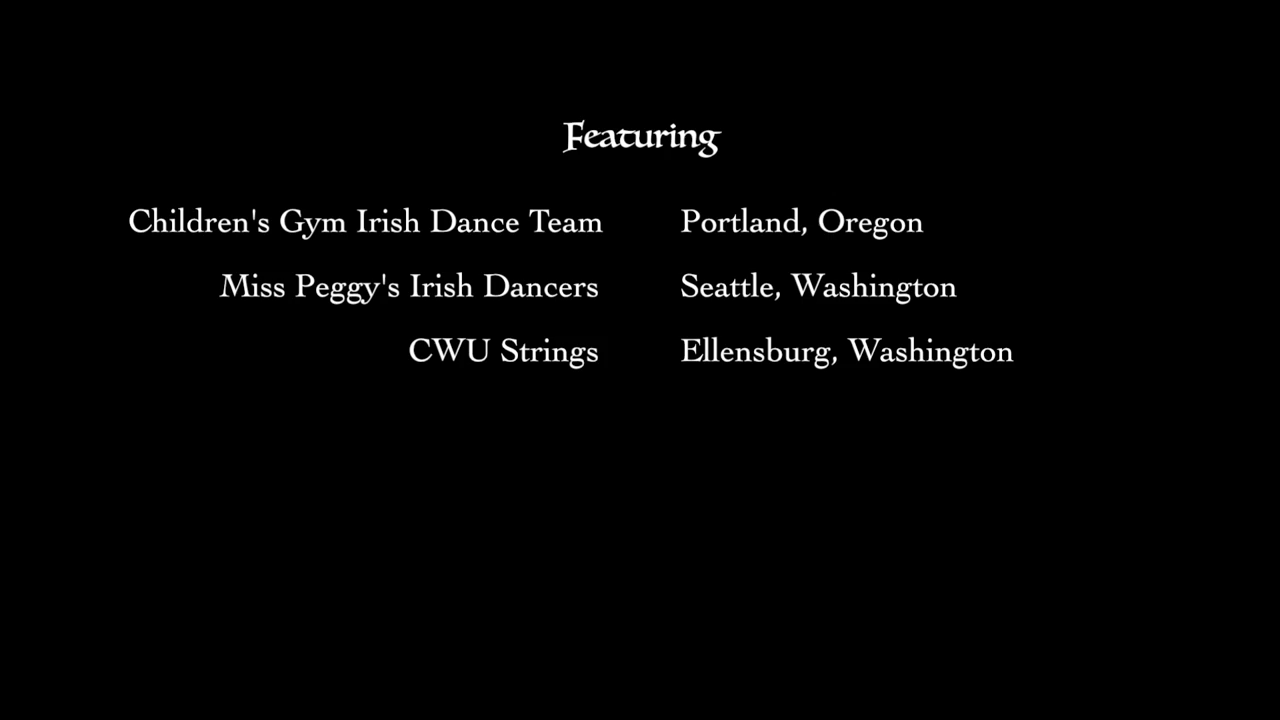 Featuring
Children's Gym Irish Dance Team Portland, Oregon
Miss Peggy's Irish Dancers Seattle, Washington
CWU Strings Ellensburg, Washington